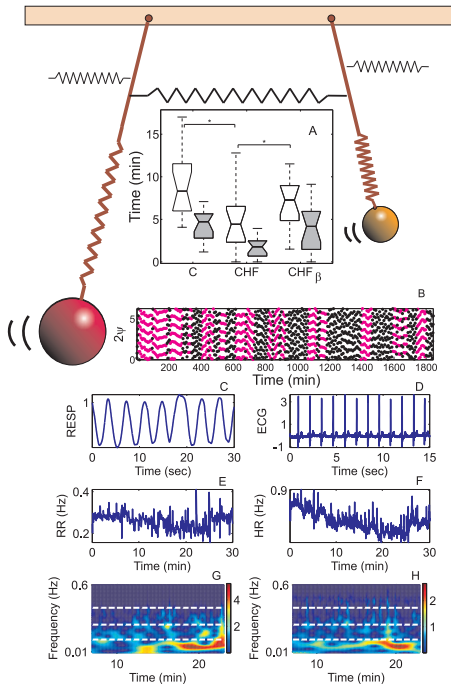 A
Time (min)
15
10
5
0
*
*
C
CHF
CHF β
B
2ψ
5
0
0 200 400 600 800 1000 1200 1400 1600 1800
Time (min)
C
RESP
1
0 10 20 30
Time (sec)
D
ECG
3
1
-1
0 5 10 15
Time (sec)
E
RR (Hz)
0.4
0.2
0 10 20 30
Time (min)
F
HR (Hz)
0.9
0 10 20 30
Time (min)
G
Frequency (Hz)
0.6
0.01
10 20
Time (min)
4
2
H
Frequency (Hz)
0.6
0.01
10 20
Time (min)
2
1